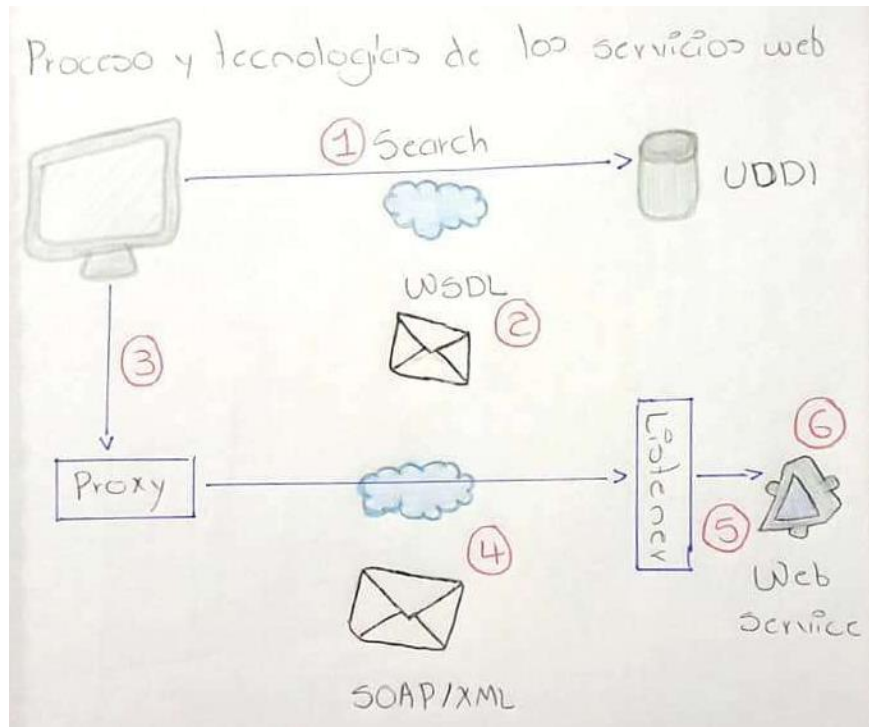 Proceso y tecnologías de los servicios web
1 Search
UDDI
WSDL
2
3
6
Proxy
Listener
5
4
Web
Service
SOAP/XML